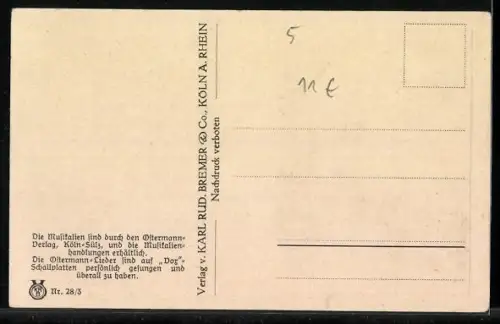 5
11 €
Verlag v. KARL RUD. BREMER & Co., KÖLN A. RHEIN
Nachdruck verboten
Die Musikalien sind durch den Ostermann-
Verlag, Köln-Sülz, und die Musikalien-
handlungen erhältlich.
Die Ostermann-Lieder sind auf „Vox"-
Schallplatten persönlich gesungen und
überall zu haben.
Nr. 28/3